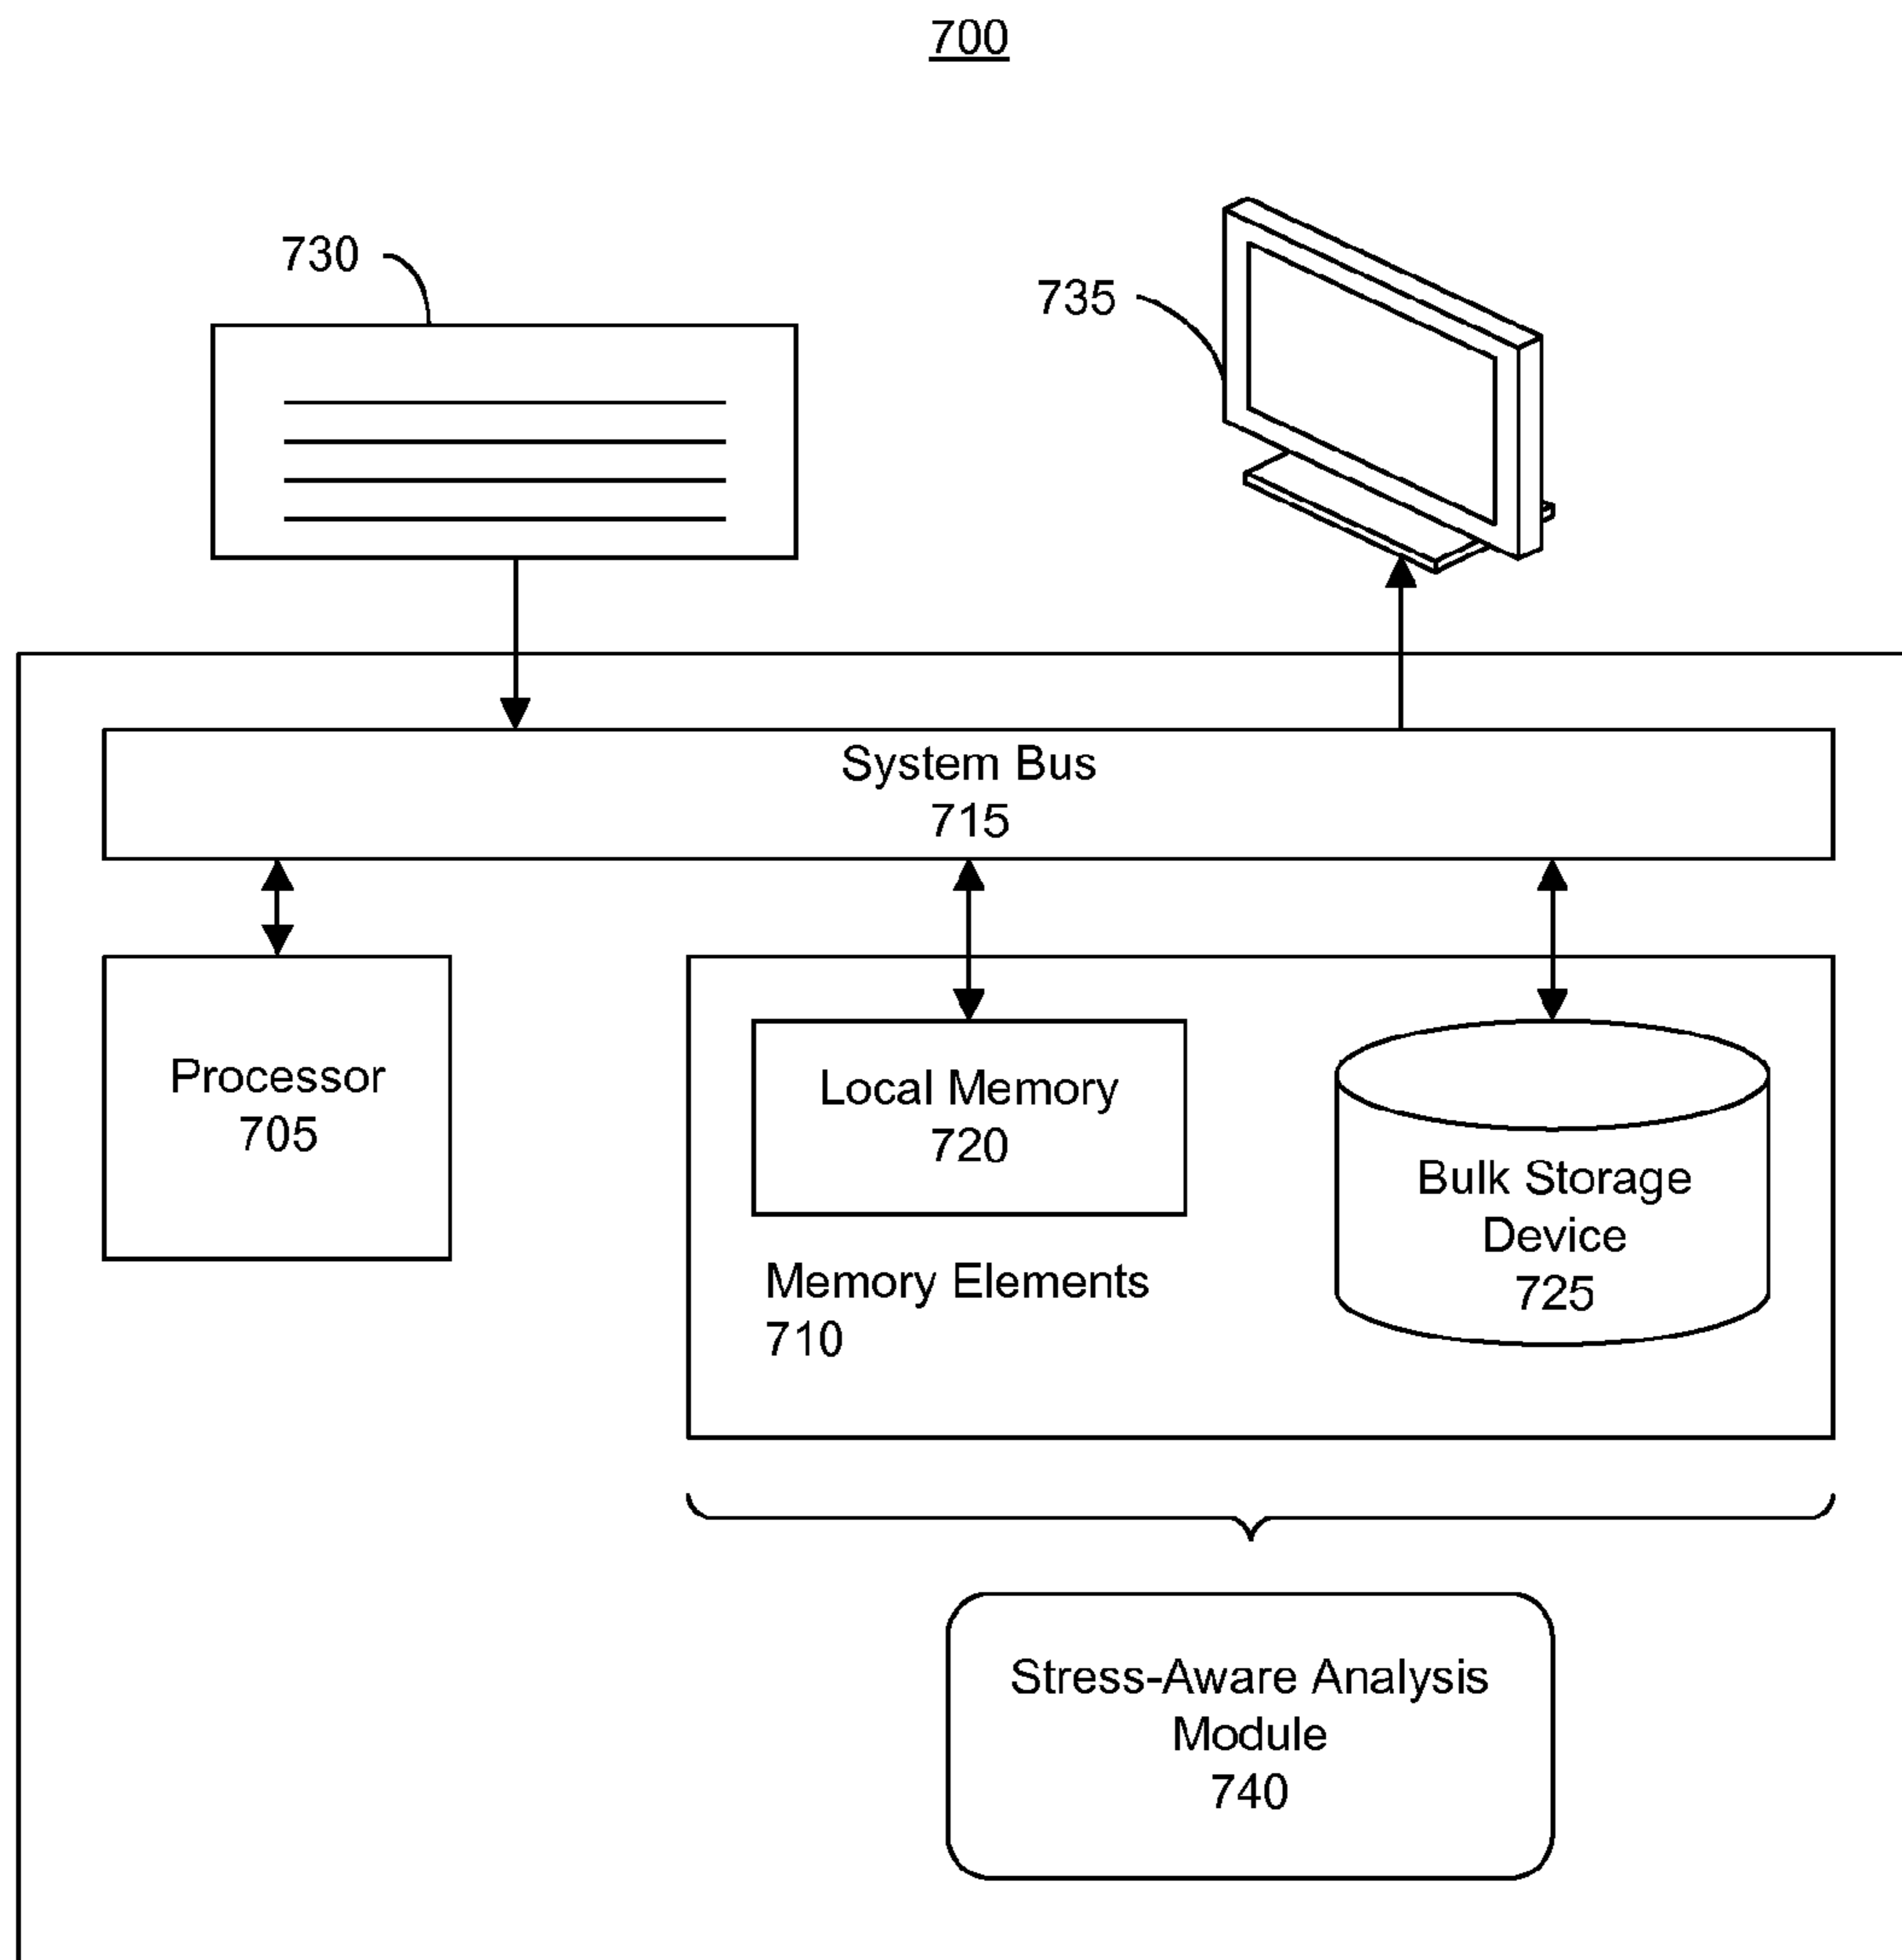 700
730
735
System Bus
715
Processor
705
Local Memory
720
Bulk Storage
Device
725
Memory Elements
710
Stress-Aware Analysis
Module
740